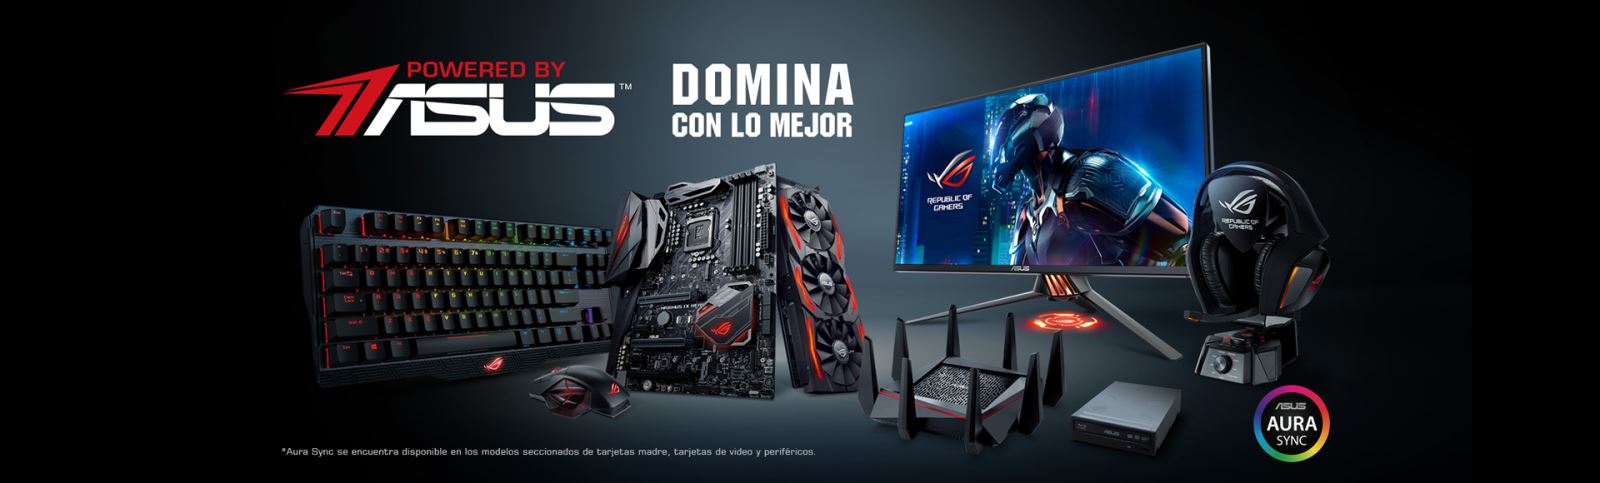 POWERED BY
ASUS™
DOMINA
CON LO MEJOR
REPUBLIC OF
GAMERS
ASUS
REPUBLIC OF
GAMERS
ASUS
ASUS
AURA
SYNC
*Aura Sync se encuentra disponible en los modelos seccionados de tarjetas madre, tarjetas de video y periféricos.